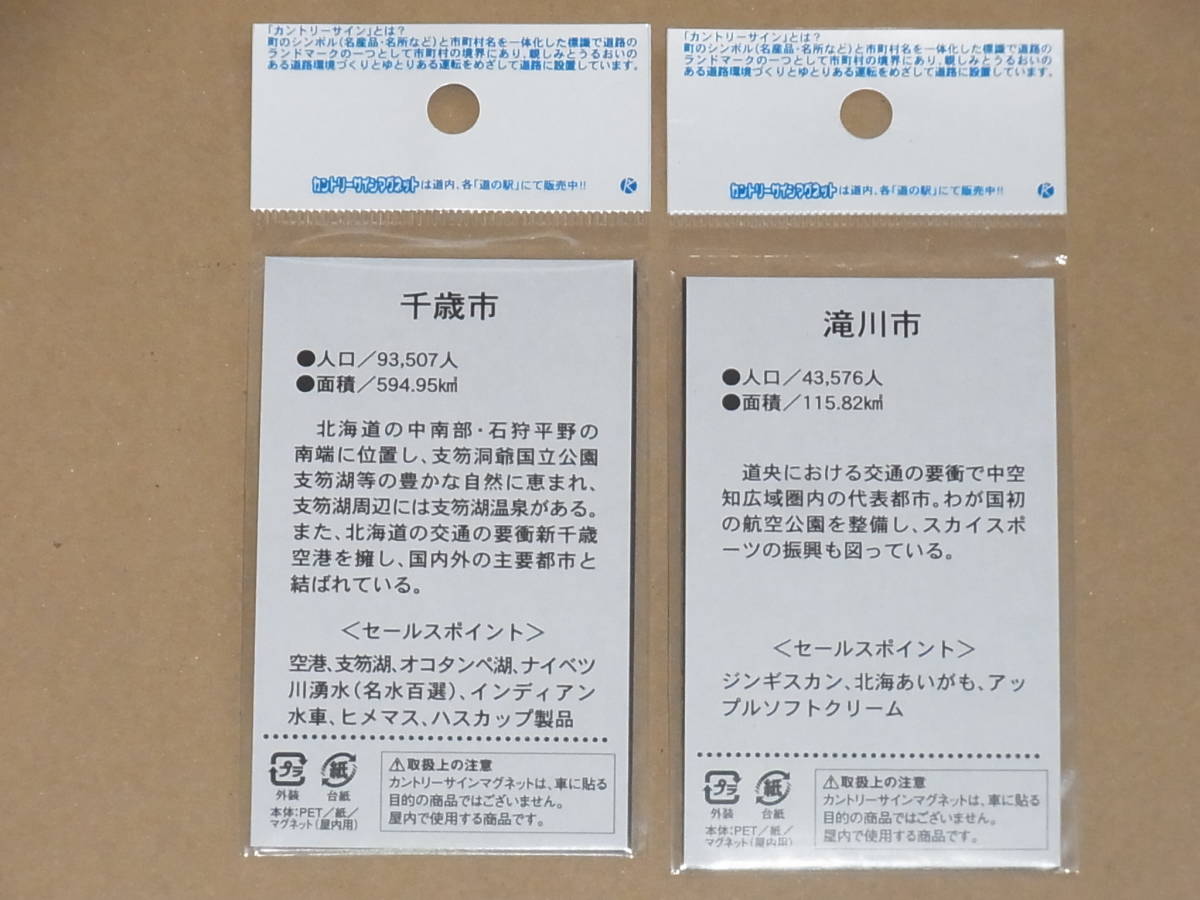 「カントリーサイン」とは？
町のシンボル(名産品・名所など)と市町村名を一体化した標識で道路の
ランドマークの一つとして市町村の境界にあり、親しみとうるおいの
ある道路環境づくりとゆとりある運転をめざして道路に設置しています。
カントリーサインマグネットは道内、各「道の駅」にて販売中!!
K
千歳市
●人口／93,507人
●面積／594.95㎢
北海道の中南部・石狩平野の
南端に位置し、支笏洞爺国立公園
支笏湖等の豊かな自然に恵まれ、
支笏湖周辺には支笏湖温泉がある。
また、北海道の交通の要衝新千歳
空港を擁し、国内外の主要都市と
結ばれている。
＜セールスポイント＞
空港、支笏湖、オコタンペ湖、ナイベツ
川湧水(名水百選)、インディアン
水車、ヒメマス、ハスカップ製品
プラ
外装
紙
台紙
本体:PET／紙／
マグネット(屋内用)
⚠取扱上の注意
カントリーサインマグネットは、車に貼る
目的の商品ではございません。
屋内で使用する商品です。
「カントリーサイン」とは？
町のシンボル(名産品・名所など)と市町村名を一体化した標識で道路の
ランドマークの一つとして市町村の境界にあり、親しみとうるおいの
ある道路環境づくりとゆとりある運転をめざして道路に設置しています。
カントリーサインマグネットは道内、各「道の駅」にて販売中!!
K
滝川市
●人口／43,576人
●面積／115.82㎢
道央における交通の要衝で中空
知広域圏内の代表都市。わが国初
の航空公園を整備し、スカイスポ
ーツの振興も図っている。
＜セールスポイント＞
ジンギスカン、北海あいがも、アッ
プルソフトクリーム
プラ
外装
紙
台紙
本体:PET／紙／
マグネット(屋内用)
⚠取扱上の注意
カントリーサインマグネットは、車に貼る
目的の商品ではございません。
屋内で使用する商品です。